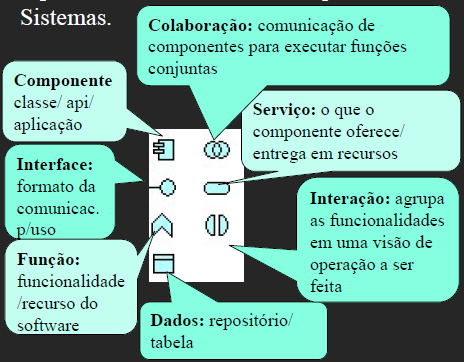 Sistemas.
Colaboração: comunicação de
componentes para executar funções
conjuntas
Componente
classe/ api/
aplicação
Serviço: o que o
componente oferece/
entrega em recursos
Interface:
formato da
comunicac.
p/uso
Interação: agrupa
as funcionalidades
em uma visão de
operação a ser
feita
Função:
funcionalidade
/recurso do
software
Dados: repositório/
tabela